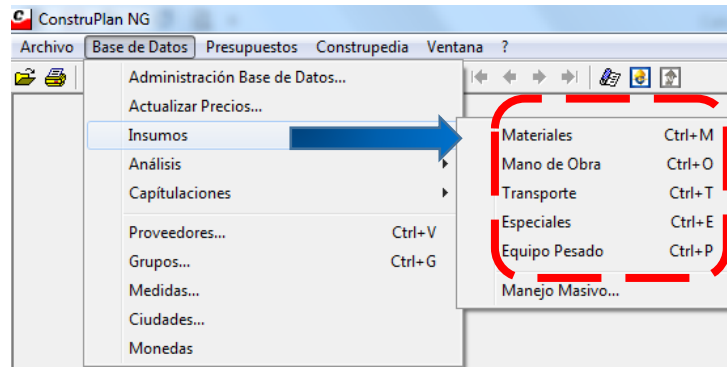 ConstruPlan NG
Archivo Base de Datos Presupuestos Construpedia Ventana ?
Administración Base de Datos...
Actualizar Precios...
Insumos
Análisis
Capítulaciones
Proveedores... Ctrl+V
Grupos... Ctrl+G
Medidas...
Ciudades...
Monedas
Materiales Ctrl+M
Mano de Obra Ctrl+O
Transporte Ctrl+T
Especiales Ctrl+E
Equipo Pesado Ctrl+P
Manejo Masivo...